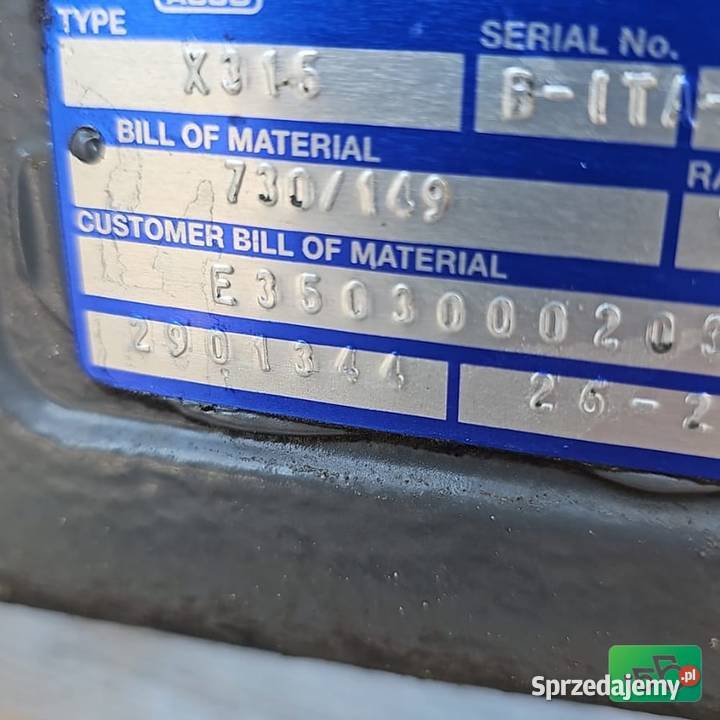 TYPE SERIAL No.
X315 B-ITA-
BILL OF MATERIAL
730/149
CUSTOMER BILL OF MATERIAL
E3503000203
2901344 26-2
Sprzedajemy.pl